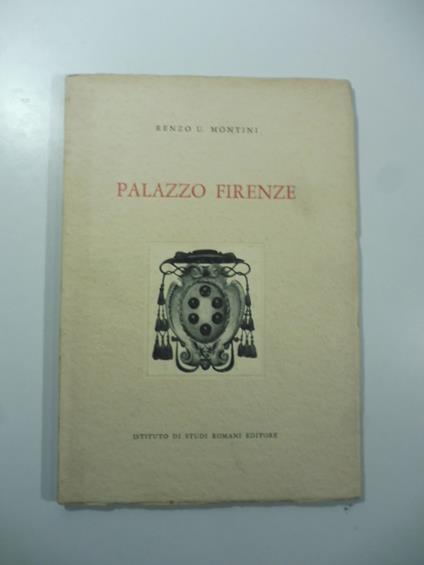 RENZO U. MONTINI
PALAZZO FIRENZE
ISTITUTO DI STUDI ROMANI EDITORE